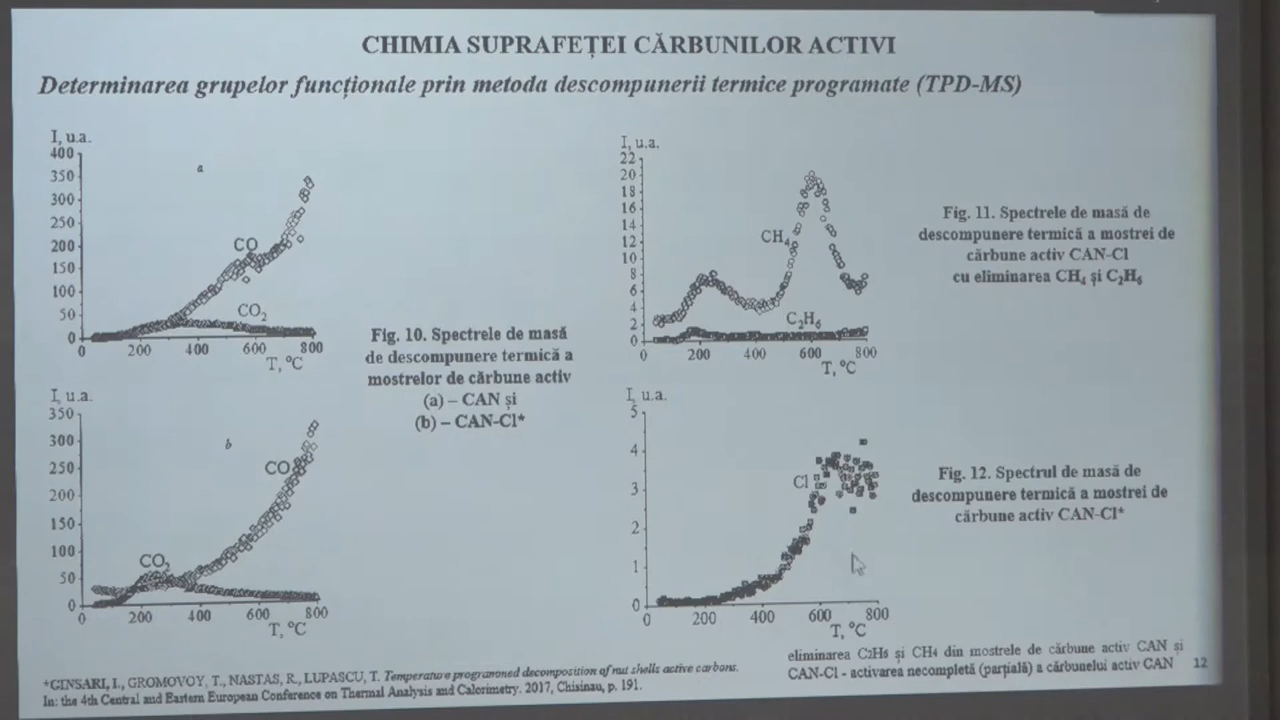 CHIMIA SUPRAFEȚEI CĂRBUNILOR ACTIVI
Determinarea grupelor funcționale prin metoda descompunerii termice programate (TPD-MS)
I, u.a.
400
350
300
250
200
150
100
50
0
a
CO
CO₂
0 200 400 600 800
T, °C
I, u.a.
350
300
250
200
150
100
50
0
b
CO
CO₂
0 200 400 600 800
T, °C
Fig. 10. Spectrele de masă
de descompunere termică a
mostrelor de cărbune activ
(a) – CAN și
(b) – CAN-Cl*
I, u.a.
22
20
18
16
14
12
10
8
6
4
2
0
CH₄
C₂H₆
0 200 400 600 800
T, °C
Fig. 11. Spectrele de masă de
descompunere termică a mostrei de
cărbune activ CAN-Cl
cu eliminarea CH₄ și C₂H₆
I, u.a.
5
4
3
2
1
0
Cl
0 200 400 600 800
T, °C
Fig. 12. Spectrul de masă de
descompunere termică a mostrei de
cărbune activ CAN-Cl*
eliminarea C₂H₆ și CH₄ din mostrele de cărbune activ CAN și
CAN-Cl - activarea necompletă (parțială) a cărbunelui activ CAN
12
*GINSARI, I., GROMOVOY, T., NASTAS, R., LUPASCU, T. Temperature programoned decomposition of nut shells active carbons.
In: the 4th Central and Eastern European Conference on Thermal Analysis and Calorimetry. 2017, Chisinau, p. 191.